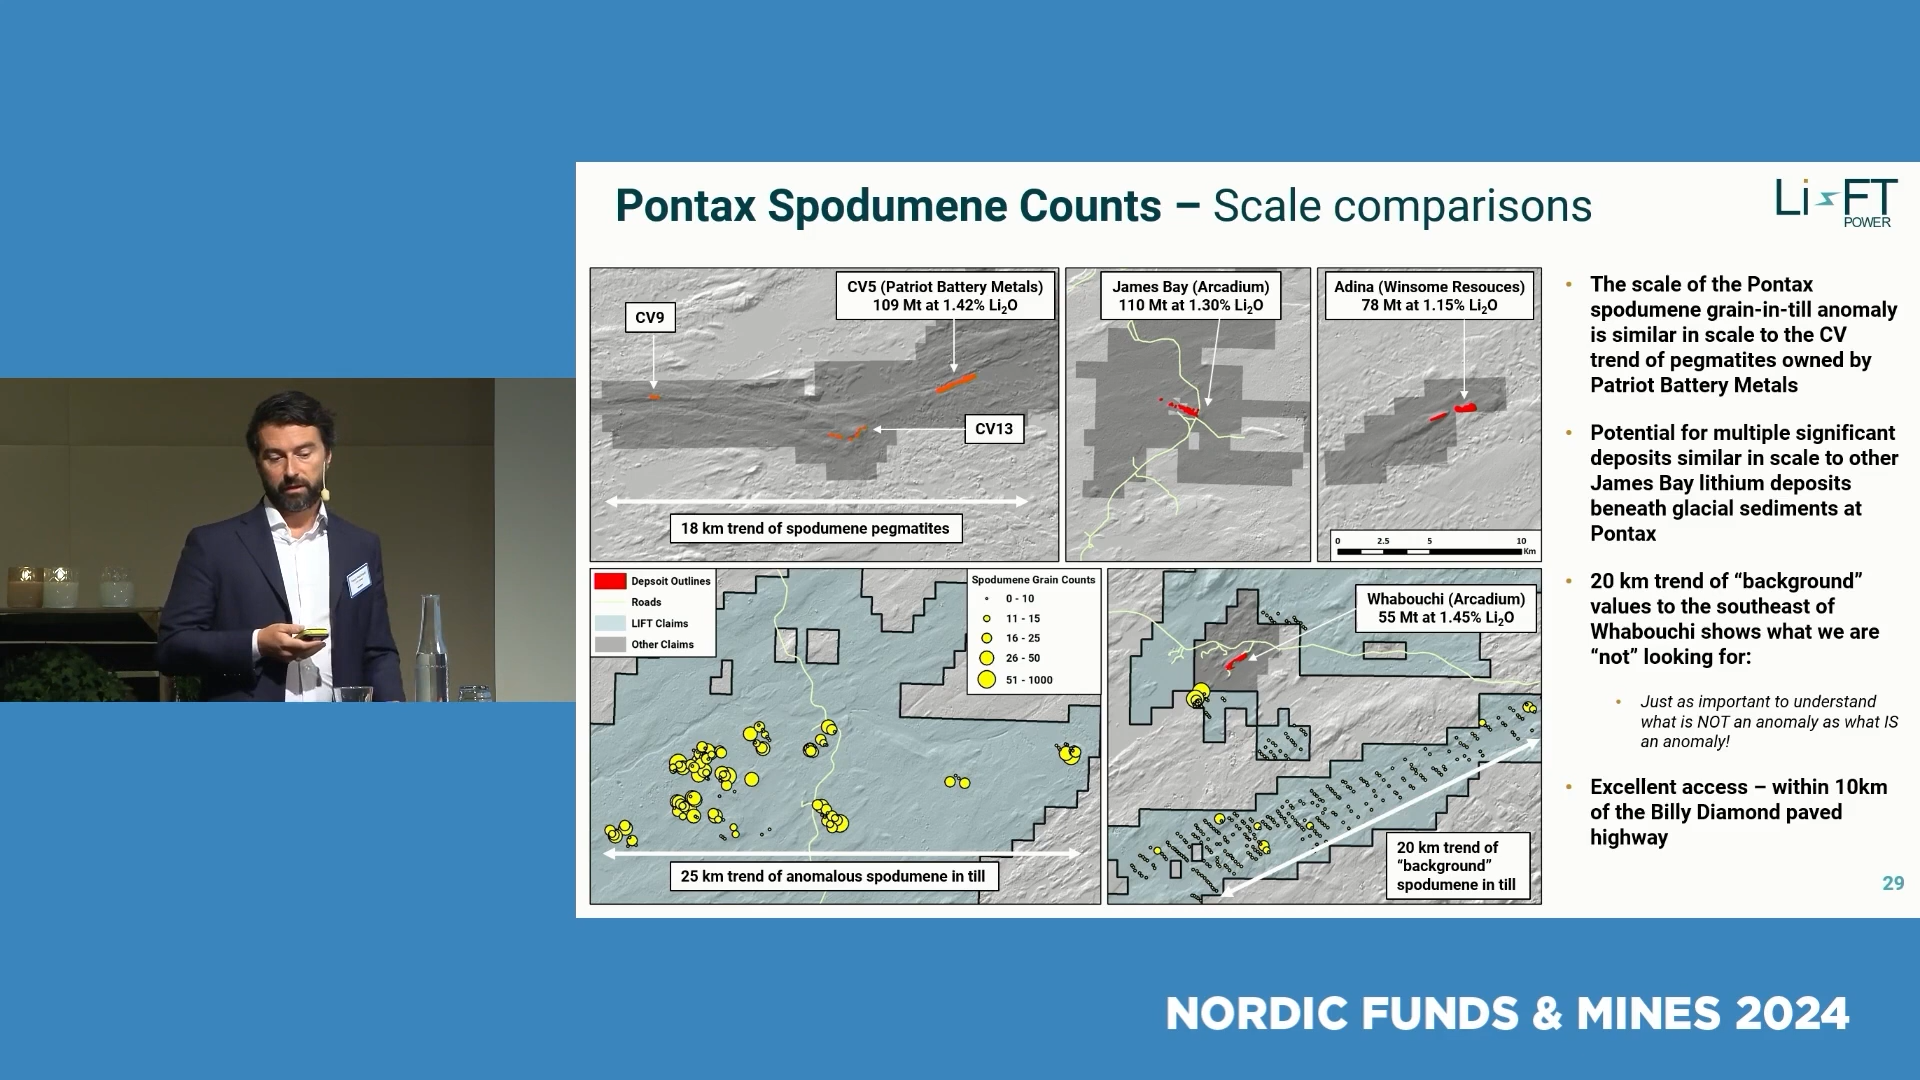 Pontax Spodumene Counts – Scale comparisons
Li FT
POWER
CV9
CV5 (Patriot Battery Metals)
109 Mt at 1.42% Li₂O
CV13
18 km trend of spodumene pegmatites
James Bay (Arcadium)
110 Mt at 1.30% Li₂O
Adina (Winsome Resouces)
78 Mt at 1.15% Li₂O
0 2.5 5 10
Km
Depsoit Outlines
Roads
LIFT Claims
Other Claims
Spodumene Grain Counts
0 - 10
11 - 15
16 - 25
26 - 50
51 - 1000
25 km trend of anomalous spodumene in till
Whabouchi (Arcadium)
55 Mt at 1.45% Li₂O
20 km trend of
“background”
spodumene in till
• The scale of the Pontax
spodumene grain-in-till anomaly
is similar in scale to the CV
trend of pegmatites owned by
Patriot Battery Metals
• Potential for multiple significant
deposits similar in scale to other
James Bay lithium deposits
beneath glacial sediments at
Pontax
• 20 km trend of “background”
values to the southeast of
Whabouchi shows what we are
“not” looking for:
• Just as important to understand
what is NOT an anomaly as what IS
an anomaly!
• Excellent access – within 10km
of the Billy Diamond paved
highway
29
NORDIC FUNDS & MINES 2024